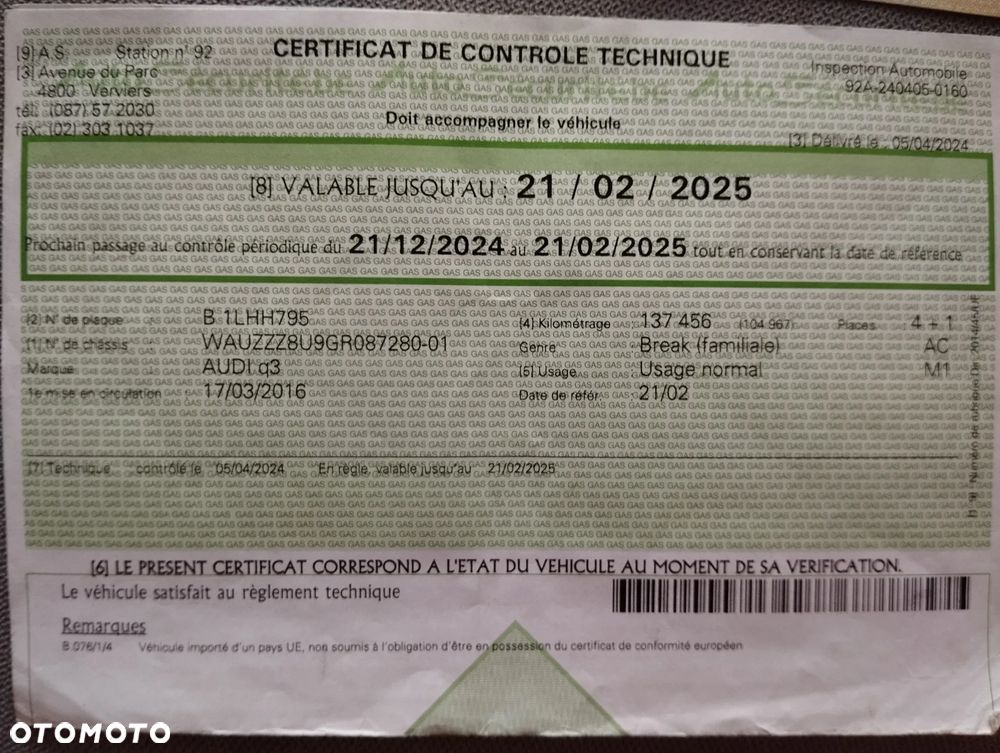 [9] A.S. Station n° 92
CERTIFICAT DE CONTROLE TECHNIQUE
[3] Avenue du Parc
Inspection Automobile
4800 Verviers
92A-240405-0160
tél: (087) 57 2030
Doit accompagner le véhicule
fax: (02) 303 1037
[3] Délivré le : 05/04/2024
[8] VALABLE JUSQU'AU : 21 / 02 / 2025
Prochain passage au contrôle périodique du 21/12/2024 au 21/02/2025 tout en conservant la date de référence
[2] N° de plaque B 1LHH795 [4] Kilométrage : 137 456 (104 967) Places 4 + 1
[1] N° de châssis WAUZZZ8U9GR087280-01 Genre : Break (familiale) AC
Marque AUDI q3 [5] Usage : Usage normal M1
1e mise en circulation 17/03/2016 Date de référ. : 21/02
[7] Technique contrôlé le 05/04/2024 En règle, valable jusqu'au 21/02/2025
[6] LE PRESENT CERTIFICAT CORRESPOND A L'ETAT DU VEHICULE AU MOMENT DE SA VERIFICATION.
Le véhicule satisfait au règlement technique
Remarques
B.076/1/4 Véhicule importé d'un pays UE, non soumis à l'obligation d'être en possession du certificat de conformité européen
OTOMOTO